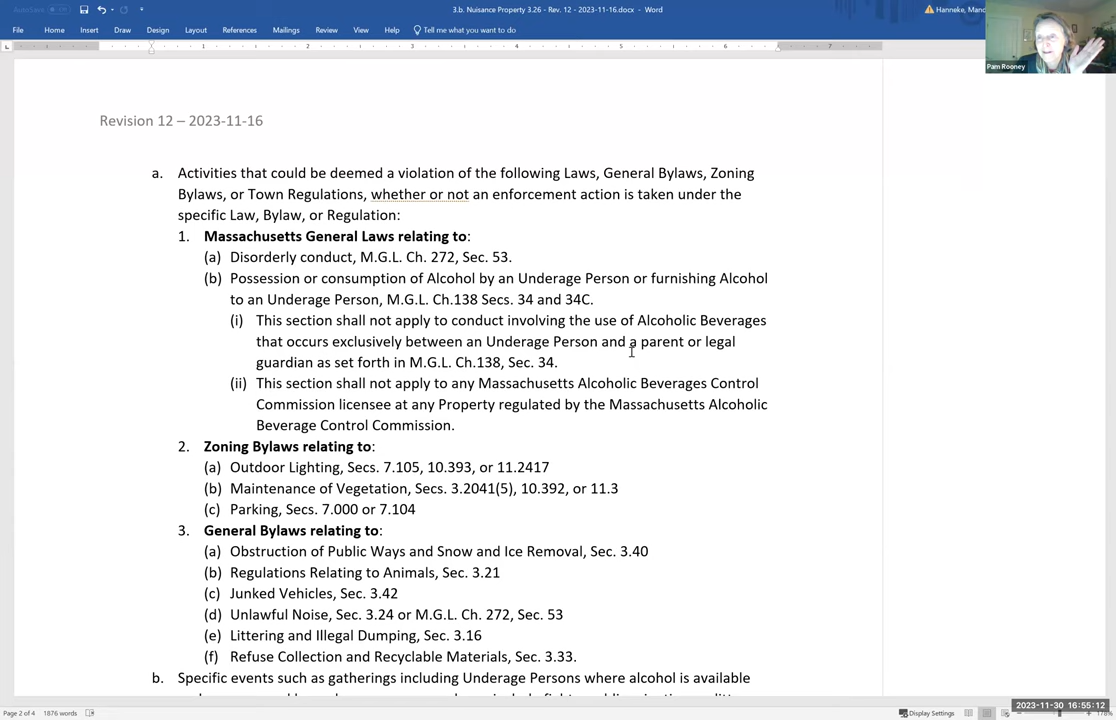 3.b. Nuisance Property 3.26 - Rev. 12 - 2023-11-16.docx - Word
Hanneke, Manc
File Home Insert Draw Design Layout References Mailings Review View Help Tell me what you want to do
Pam Rooney
Revision 12 – 2023-11-16
a. Activities that could be deemed a violation of the following Laws, General Bylaws, Zoning
Bylaws, or Town Regulations, whether or not an enforcement action is taken under the
specific Law, Bylaw, or Regulation:
1. Massachusetts General Laws relating to:
(a) Disorderly conduct, M.G.L. Ch. 272, Sec. 53.
(b) Possession or consumption of Alcohol by an Underage Person or furnishing Alcohol
to an Underage Person, M.G.L. Ch.138 Secs. 34 and 34C.
(i) This section shall not apply to conduct involving the use of Alcoholic Beverages
that occurs exclusively between an Underage Person and a parent or legal
guardian as set forth in M.G.L. Ch.138, Sec. 34.
(ii) This section shall not apply to any Massachusetts Alcoholic Beverages Control
Commission licensee at any Property regulated by the Massachusetts Alcoholic
Beverage Control Commission.
2. Zoning Bylaws relating to:
(a) Outdoor Lighting, Secs. 7.105, 10.393, or 11.2417
(b) Maintenance of Vegetation, Secs. 3.2041(5), 10.392, or 11.3
(c) Parking, Secs. 7.000 or 7.104
3. General Bylaws relating to:
(a) Obstruction of Public Ways and Snow and Ice Removal, Sec. 3.40
(b) Regulations Relating to Animals, Sec. 3.21
(c) Junked Vehicles, Sec. 3.42
(d) Unlawful Noise, Sec. 3.24 or M.G.L. Ch. 272, Sec. 53
(e) Littering and Illegal Dumping, Sec. 3.16
(f) Refuse Collection and Recyclable Materials, Sec. 3.33.
b. Specific events such as gatherings including Underage Persons where alcohol is available
2023-11-30 16:55:12
Page 2 of 4 1876 words Display Settings